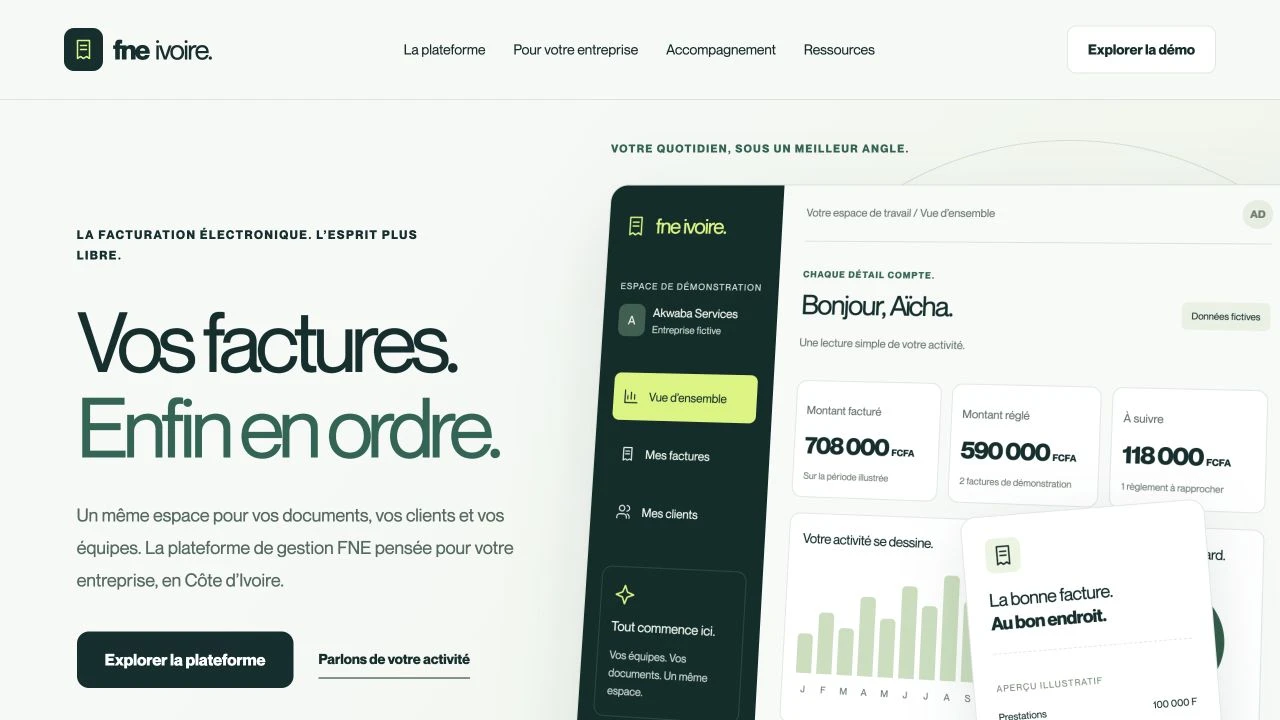 fne ivoire.
La plateforme
Pour votre entreprise
Accompagnement
Ressources
Explorer la démo
LA FACTURATION ÉLECTRONIQUE. L’ESPRIT PLUS
LIBRE.
Vos factures.
Enfin en ordre.
Un même espace pour vos documents, vos clients et vos
équipes. La plateforme de gestion FNE pensée pour votre
entreprise, en Côte d’Ivoire.
Explorer la plateforme
Parlons de votre activité
VOTRE QUOTIDIEN, SOUS UN MEILLEUR ANGLE.
fne ivoire.
ESPACE DE DÉMONSTRATION
A
Akwaba Services
Entreprise fictive
Vue d’ensemble
Mes factures
Mes clients
Tout commence ici.
Vos équipes. Vos
documents. Un même
espace.
Votre espace de travail / Vue d’ensemble
AD
CHAQUE DÉTAIL COMPTE.
Bonjour, Aïcha.
Données fictives
Une lecture simple de votre activité.
Montant facturé
708 000 FCFA
Sur la période illustrée
Montant réglé
590 000 FCFA
2 factures de démonstration
À suivre
118 000 FCFA
1 règlement à rapprocher
Votre activité se dessine.
J F M A M J J A S
ard.
La bonne facture.
Au bon endroit.
APERÇU ILLUSTRATIF
Prestations
100 000 F